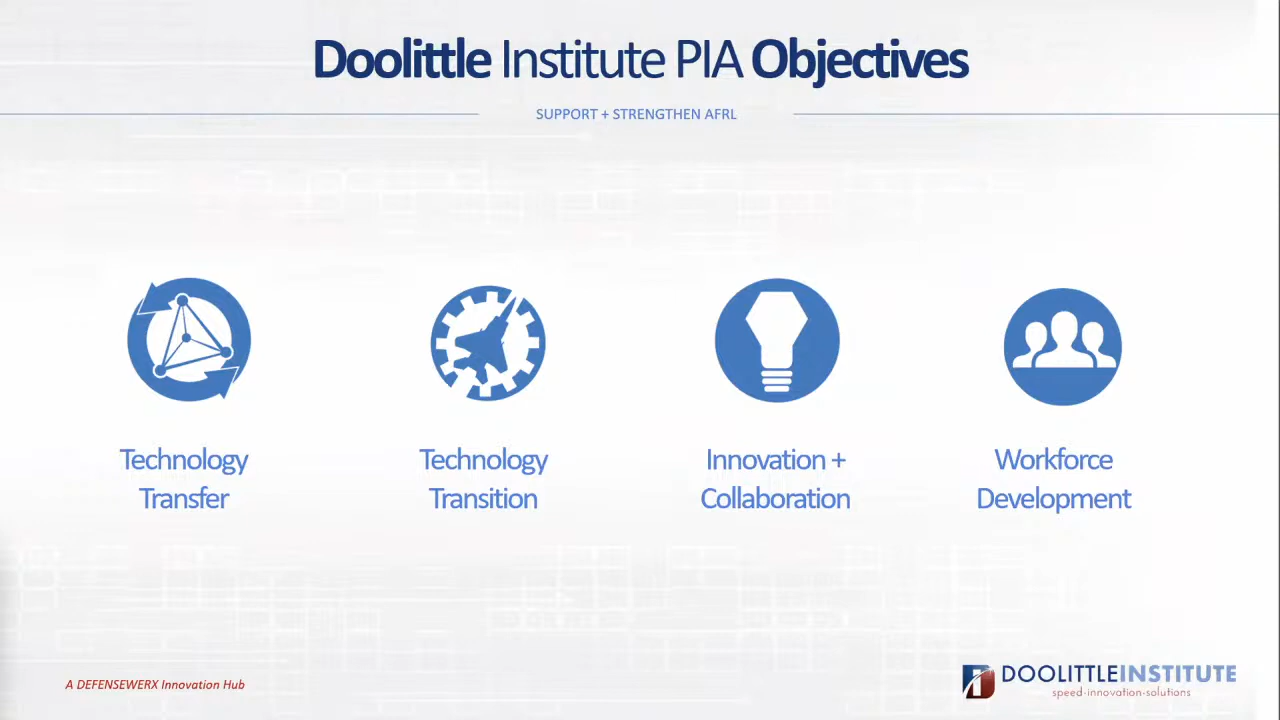 Doolittle Institute PIA Objectives
SUPPORT + STRENGTHEN AFRL
Technology
Transfer
Technology
Transition
Innovation +
Collaboration
Workforce
Development
A DEFENSEWERX Innovation Hub
DOOLITTLEINSTITUTE
speed-innovation-solutions